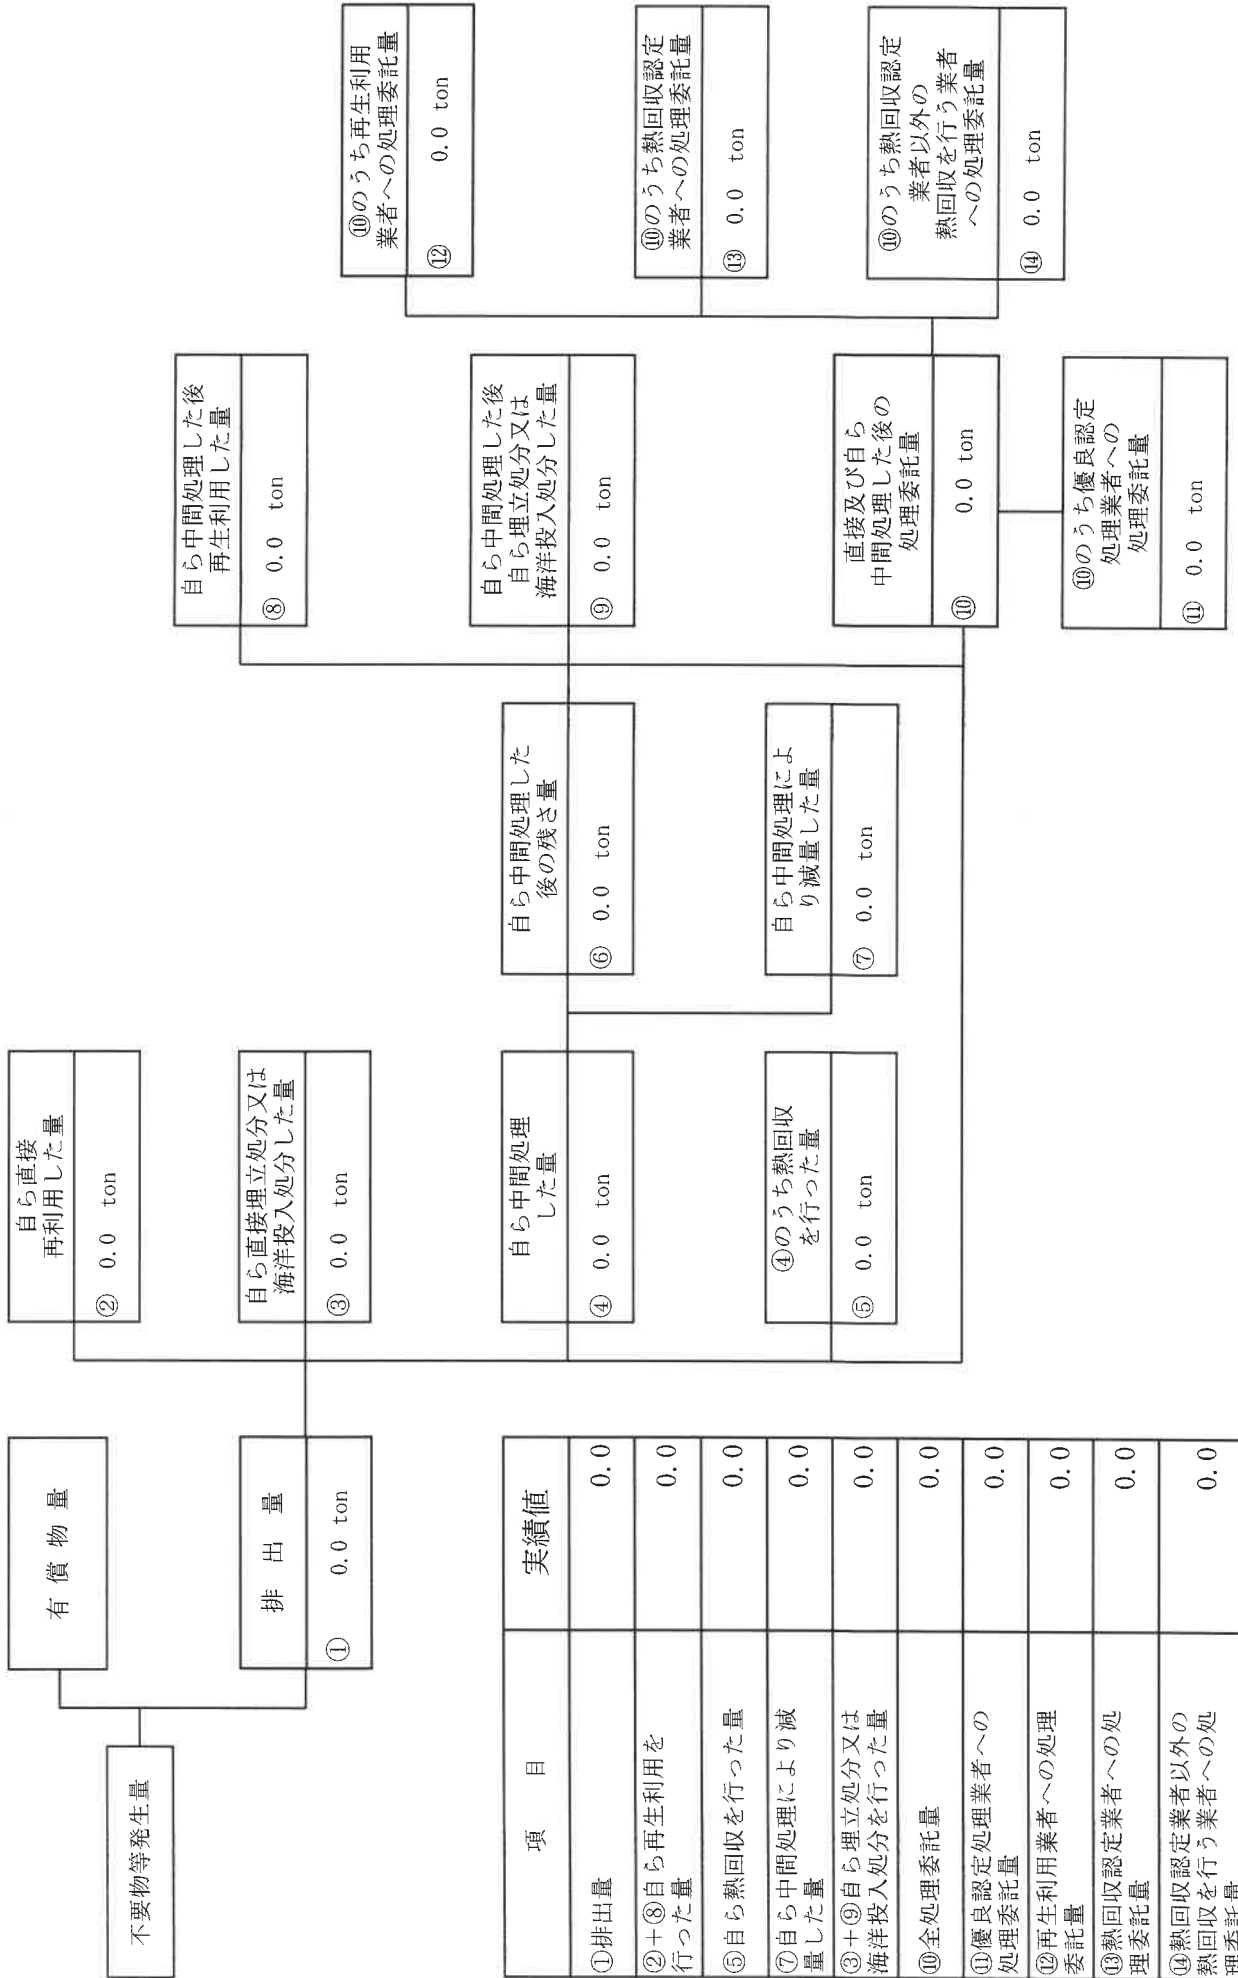 不要物等発生量
有償物量
排出量
① 0.0 ton
自ら直接
再利用した量
② 0.0 ton
自ら直接埋立処分又は
海洋投入処分した量
③ 0.0 ton
自ら中間処理
した量
④ 0.0 ton
④のうち熱回収
を行った量
⑤ 0.0 ton
自ら中間処理した
後の残さ量
⑥ 0.0 ton
自ら中間処理によ
り減量した量
⑦ 0.0 ton
自ら中間処理した後
再生利用した量
⑧ 0.0 ton
自ら中間処理した後
自ら埋立処分又は
海洋投入処分した量
⑨ 0.0 ton
直接及び自ら
中間処理した後の
処理委託量
⑩ 0.0 ton
⑩のうち優良認定
処理業者への
処理委託量
⑪ 0.0 ton
⑩のうち再生利用
業者への処理委託量
⑫ 0.0 ton
⑩のうち熱回収認定
業者への処理委託量
⑬ 0.0 ton
⑩のうち熱回収認定
業者以外の
熱回収を行う業者
への処理委託量
⑭ 0.0 ton
項目 実績値
①排出量 0.0
②+⑧自ら再生利用を
行った量 0.0
⑤自ら熱回収を行った量 0.0
⑦自ら中間処理により減
量した量 0.0
③+⑨自ら埋立処分又は
海洋投入処分を行った量 0.0
⑩全処理委託量 0.0
⑪優良認定処理業者への
処理委託量 0.0
⑫再生利用業者への処理
委託量 0.0
⑬熱回収認定業者への処
理委託量 0.0
⑭熱回収認定業者以外の
熱回収を行う業者への処
理委託量 0.0